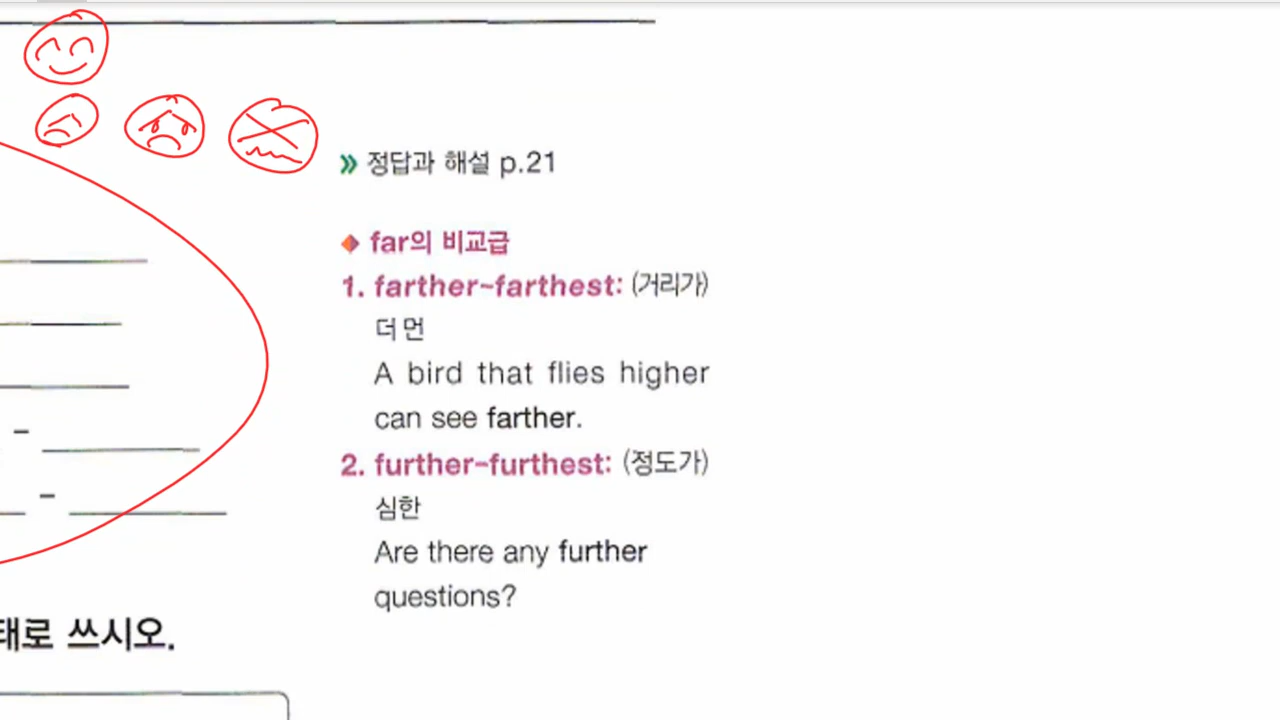 정답과 해설 p.21
far의 비교급
1. farther-farthest: (거리가)
더 먼
A bird that flies higher
can see farther.
2. further-furthest: (정도가)
심한
Are there any further
questions?
태로 쓰시오.